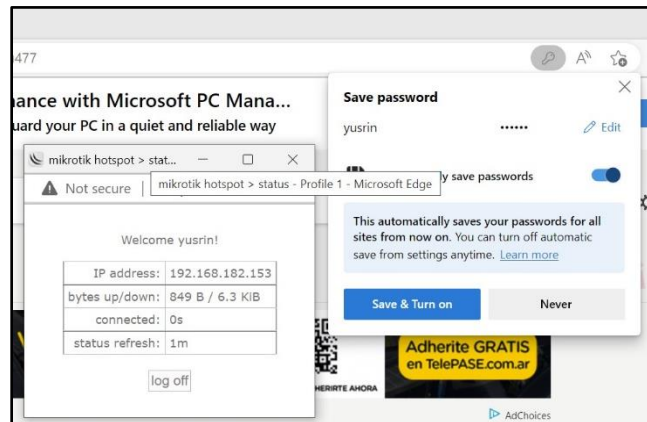 0477
nance with Microsoft PC Mana...
uard your PC in a quiet and reliable way
mikrotik hotspot > stat...
Not secure
mikrotik hotspot > status - Profile 1 - Microsoft Edge
Welcome yusrin!
IP address: 192.168.182.153
bytes up/down: 849 B / 6.3 KiB
connected: 0s
status refresh: 1m
log off
Save password
yusrin •••••• Edit
ly save passwords
This automatically saves your passwords for all
sites from now on. You can turn off automatic
save from settings anytime. Learn more
Save & Turn on Never
HERIRTE AHORA
Adherite GRATIS
en TelePASE.com.ar
AdChoices